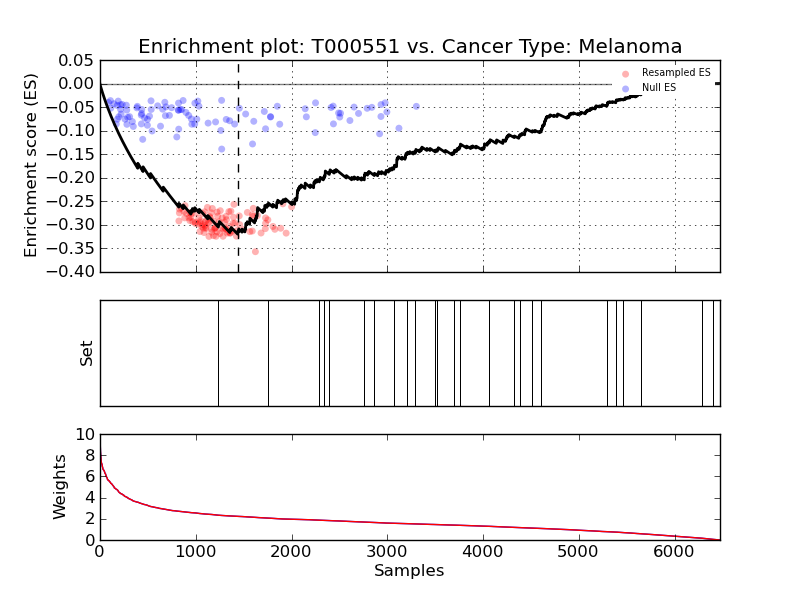 Enrichment plot: T000551 vs. Cancer Type: Melanoma
0.05
0.00
−0.05
−0.10
−0.15
−0.20
−0.25
−0.30
−0.35
−0.40
Enrichment score (ES)
Resampled ES
Null ES
Set
10
8
6
4
2
0
Weights
0 1000 2000 3000 4000 5000 6000
Samples